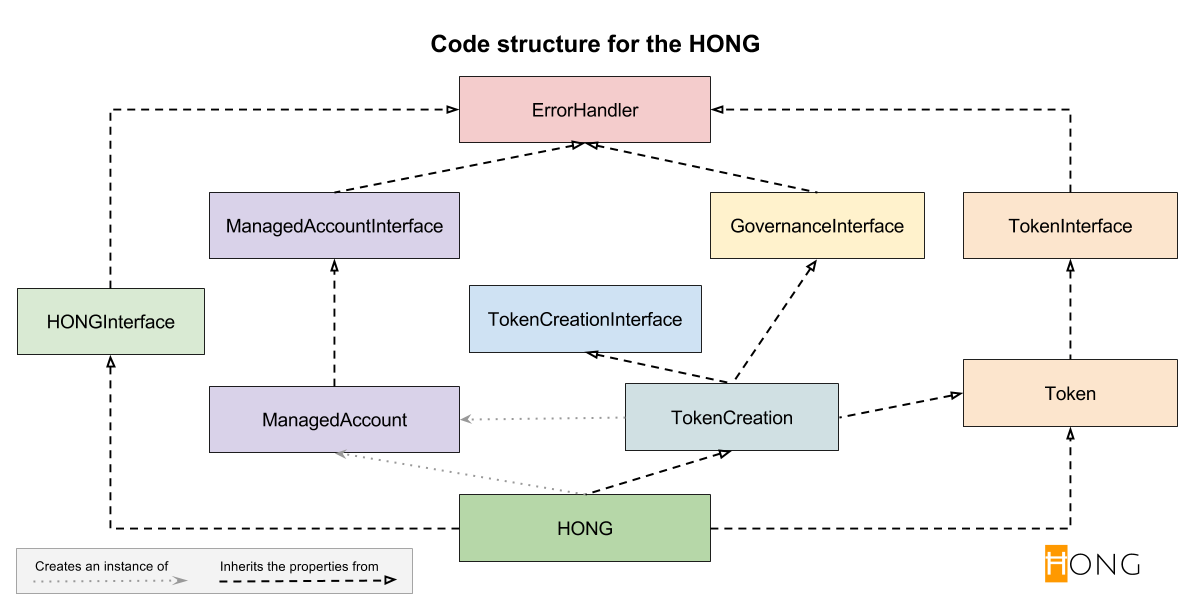 Code structure for the HONG
ErrorHandler
ManagedAccountInterface
GovernanceInterface
TokenInterface
HONGInterface
TokenCreationInterface
ManagedAccount
TokenCreation
Token
HONG
Creates an instance of
Inherits the properties from
HONG